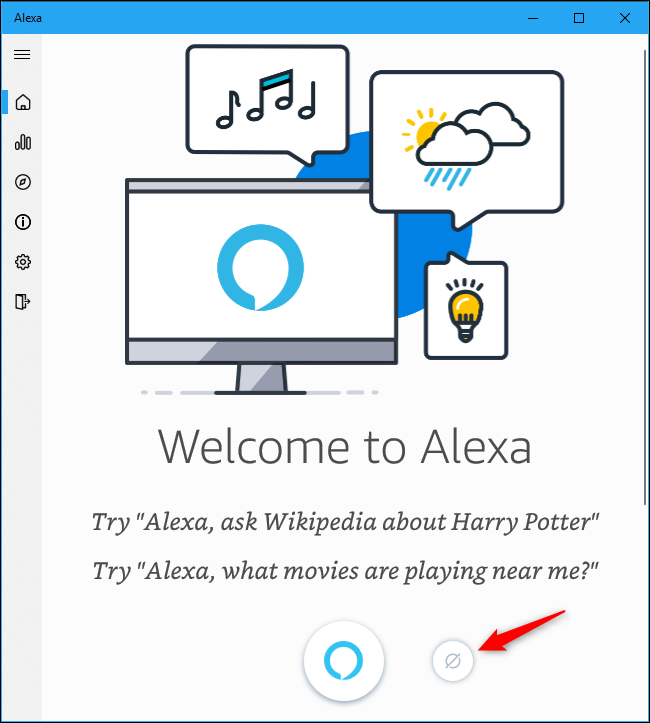 Alexa
Welcome to Alexa
Try "Alexa, ask Wikipedia about Harry Potter"
Try "Alexa, what movies are playing near me?"